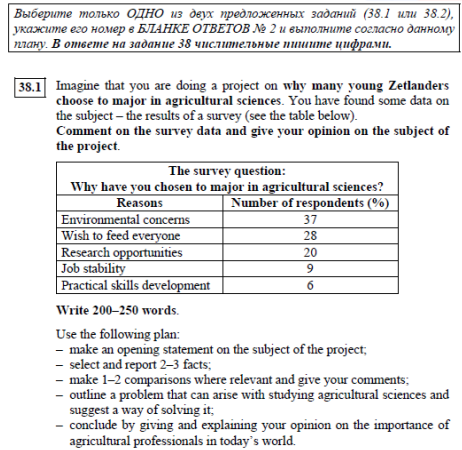 Выберите только ОДНО из двух предложенных заданий (38.1 или 38.2),
укажите его номер в БЛАНКЕ ОТВЕТОВ № 2 и выполните согласно данному
плану. В ответе на задание 38 числительные пишите цифрами.
38.1 Imagine that you are doing a project on why many young Zetlanders
choose to major in agricultural sciences. You have found some data on
the subject – the results of a survey (see the table below).
Comment on the survey data and give your opinion on the subject of
the project.
The survey question:
Why have you chosen to major in agricultural sciences?
Reasons Number of respondents (%)
Environmental concerns 37
Wish to feed everyone 28
Research opportunities 20
Job stability 9
Practical skills development 6
Write 200–250 words.
Use the following plan:
– make an opening statement on the subject of the project;
– select and report 2–3 facts;
– make 1–2 comparisons where relevant and give your comments;
– outline a problem that can arise with studying agricultural sciences and
suggest a way of solving it;
– conclude by giving and explaining your opinion on the importance of
agricultural professionals in today's world.